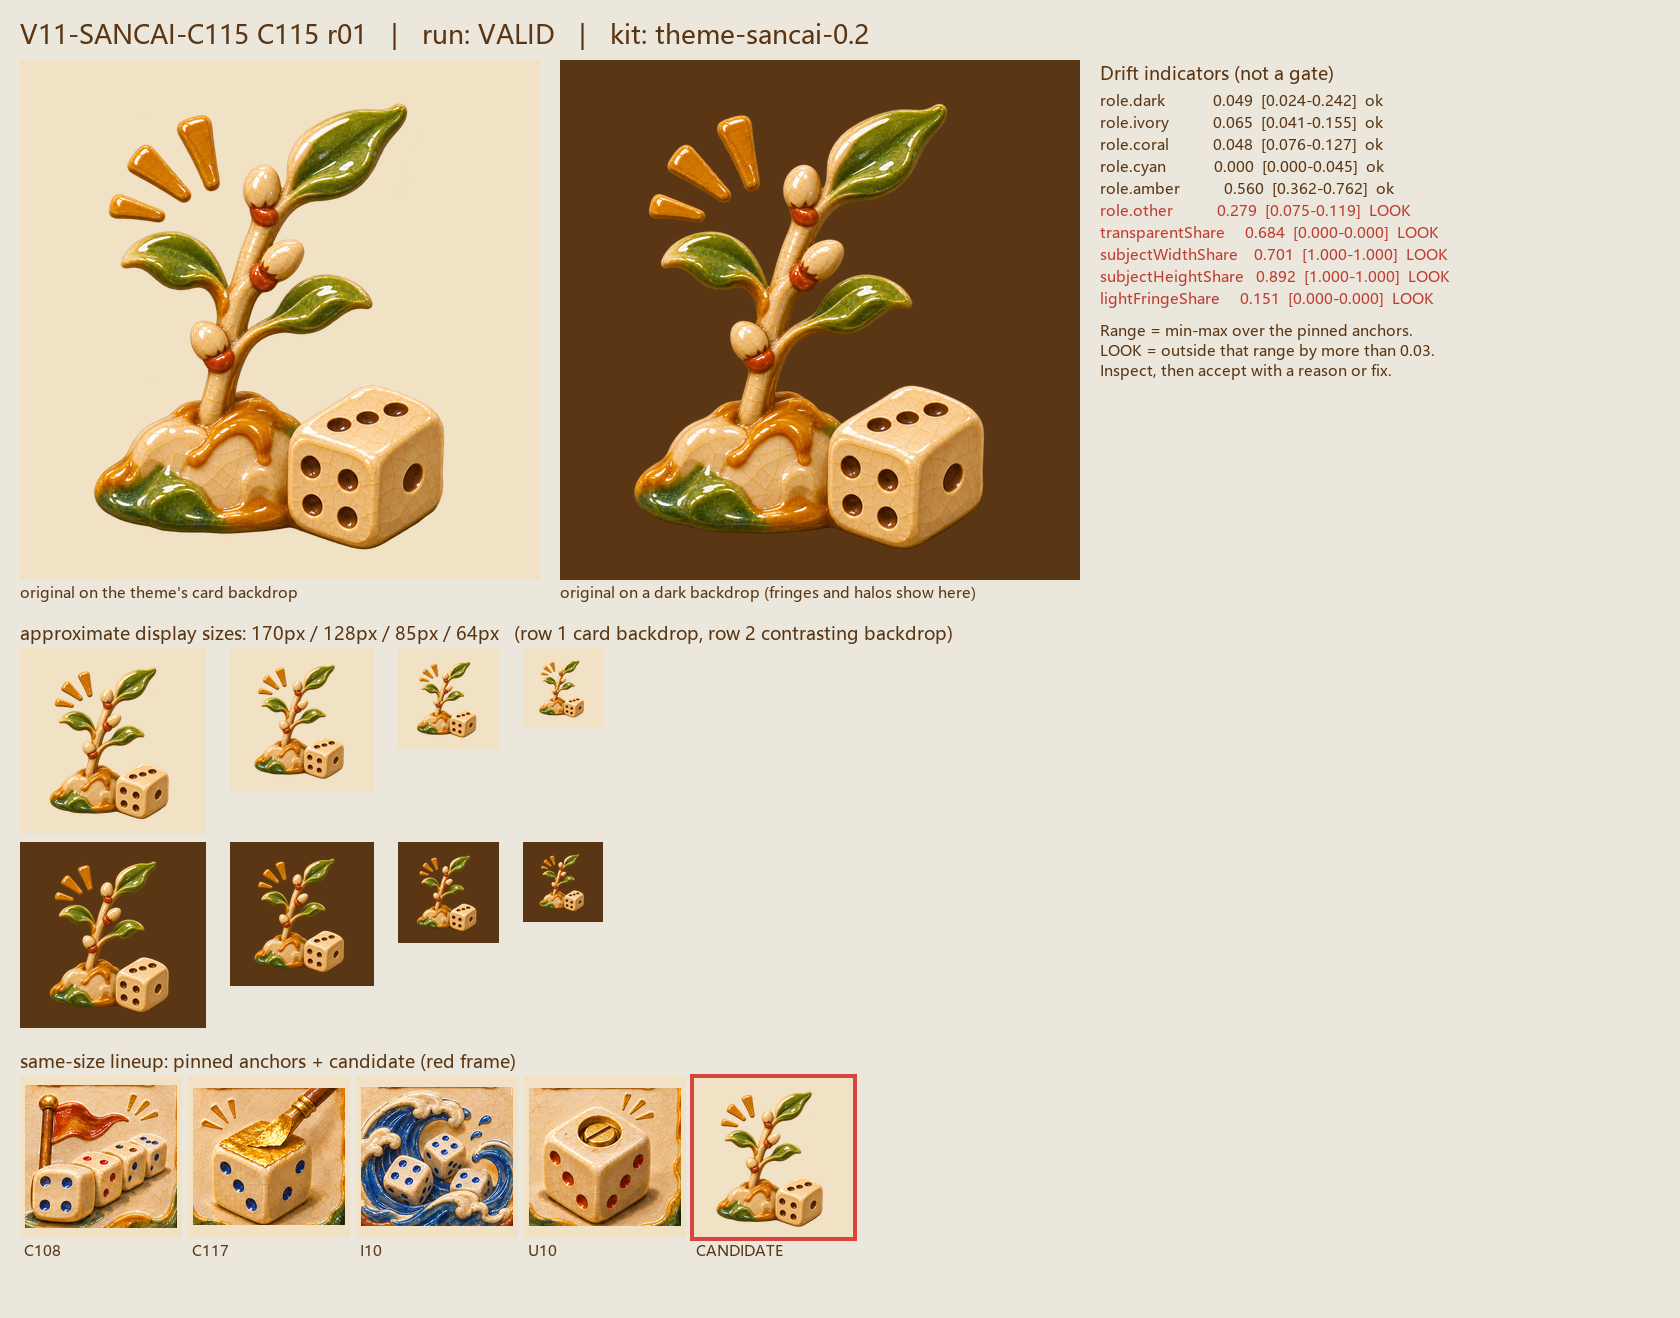 V11-SANCAI-C115 C115 r01 | run: VALID | kit: theme-sancai-0.2
Drift indicators (not a gate)
role.dark 0.049 [0.024-0.242] ok
role.ivory 0.065 [0.041-0.155] ok
role.coral 0.048 [0.076-0.127] ok
role.cyan 0.000 [0.000-0.045] ok
role.amber 0.560 [0.362-0.762] ok
role.other 0.279 [0.075-0.119] LOOK
transparentShare 0.684 [0.000-0.000] LOOK
subjectWidthShare 0.701 [1.000-1.000] LOOK
subjectHeightShare 0.892 [1.000-1.000] LOOK
lightFringeShare 0.151 [0.000-0.000] LOOK
Range = min-max over the pinned anchors.
LOOK = outside that range by more than 0.03.
Inspect, then accept with a reason or fix.
original on the theme's card backdrop
original on a dark backdrop (fringes and halos show here)
approximate display sizes: 170px / 128px / 85px / 64px (row 1 card backdrop, row 2 contrasting backdrop)
same-size lineup: pinned anchors + candidate (red frame)
C108
C117
I10
U10
CANDIDATE